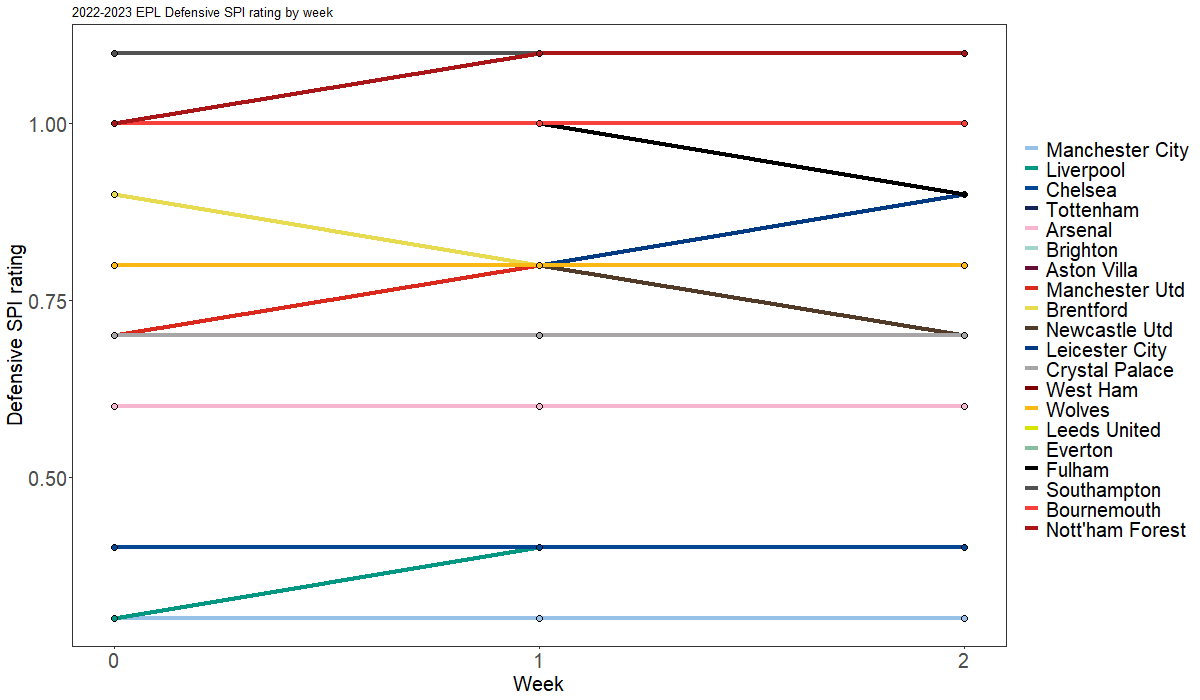 2022-2023 EPL Defensive SPI rating by week
1.00
0.75
0.50
Defensive SPI rating
0
1
2
Week
Manchester City
Liverpool
Chelsea
Tottenham
Arsenal
Brighton
Aston Villa
Manchester Utd
Brentford
Newcastle Utd
Leicester City
Crystal Palace
West Ham
Wolves
Leeds United
Everton
Fulham
Southampton
Bournemouth
Nott'ham Forest